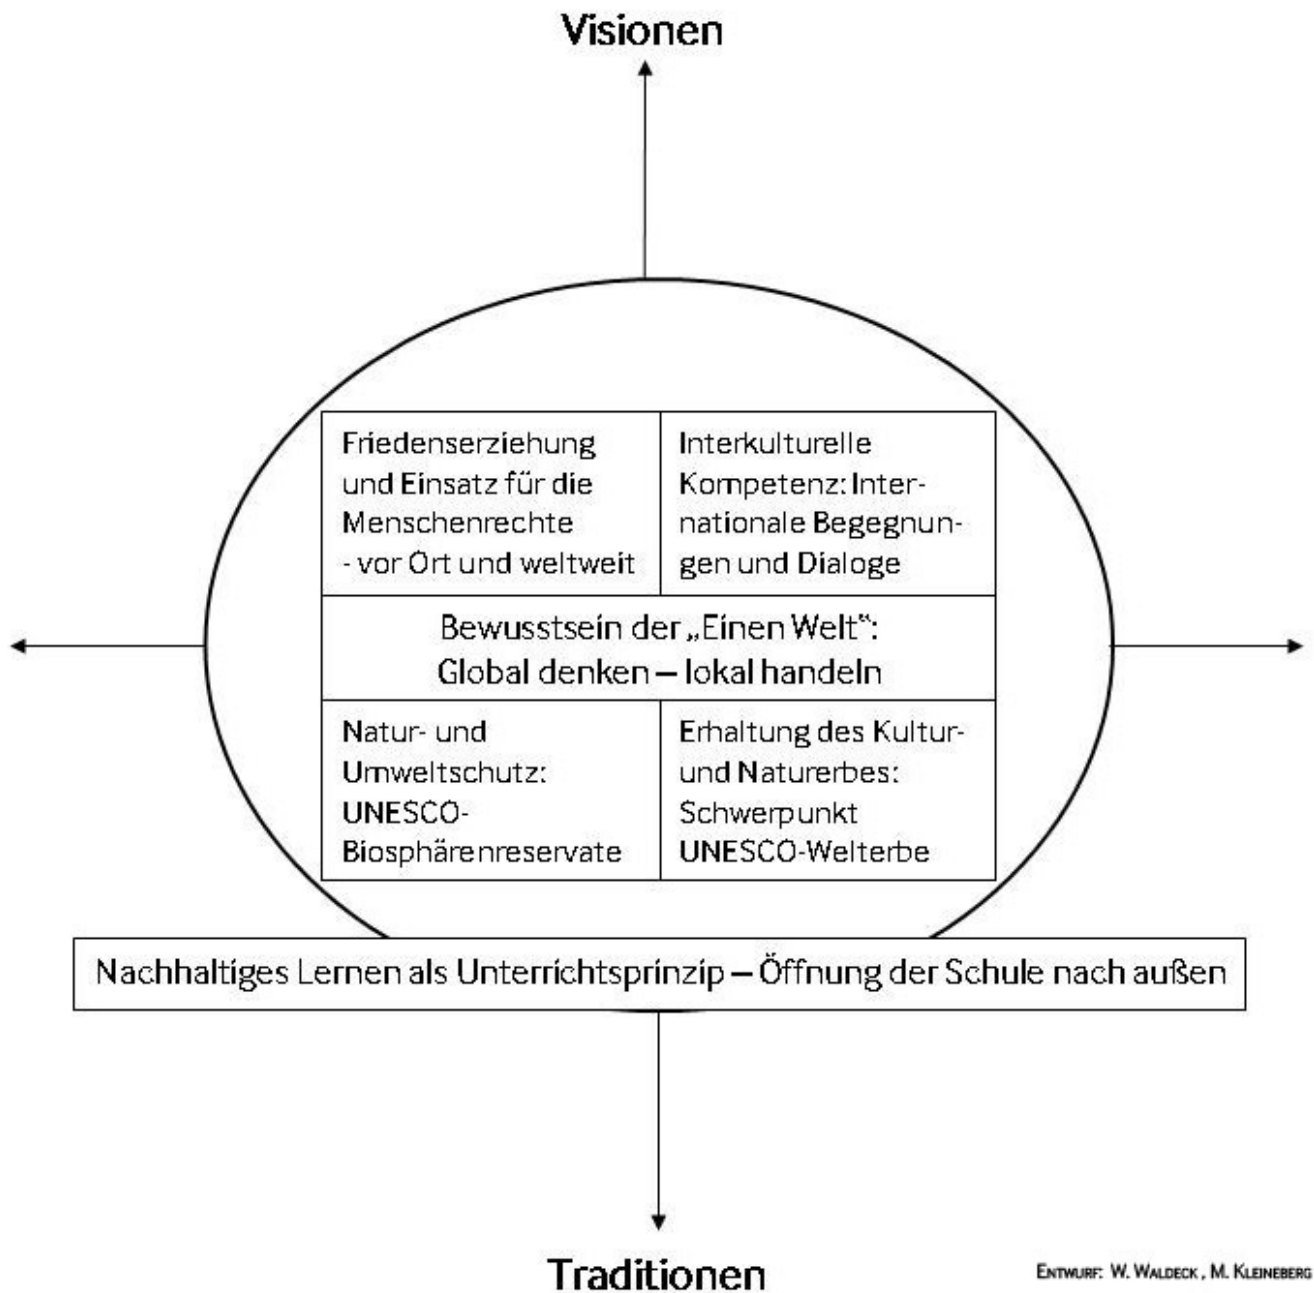 Visionen
Friedenserziehung
und Einsatz für die
Menschenrechte
- vor Ort und weltweit
Interkulturelle
Kompetenz: Inter-
nationale Begegnun-
gen und Dialoge
Bewusstsein der „Einen Welt“:
Global denken – lokal handeln
Natur- und
Umweltschutz:
UNESCO-
Biosphärenreservate
Erhaltung des Kultur-
und Naturerbes:
Schwerpunkt
UNESCO-Welterbe
Nachhaltiges Lernen als Unterrichtsprinzip – Öffnung der Schule nach außen
Traditionen
ENTWURF: W. WALDECK, M. KLEINEBERG